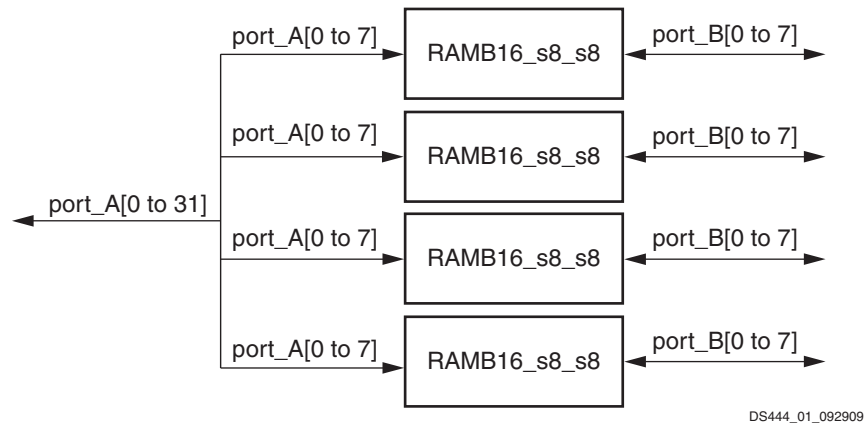 port_A[0 to 7]
RAMB16_s8_s8
port_B[0 to 7]
port_A[0 to 7]
RAMB16_s8_s8
port_B[0 to 7]
port_A[0 to 31]
port_A[0 to 7]
RAMB16_s8_s8
port_B[0 to 7]
port_A[0 to 7]
RAMB16_s8_s8
port_B[0 to 7]
DS444_01_092909